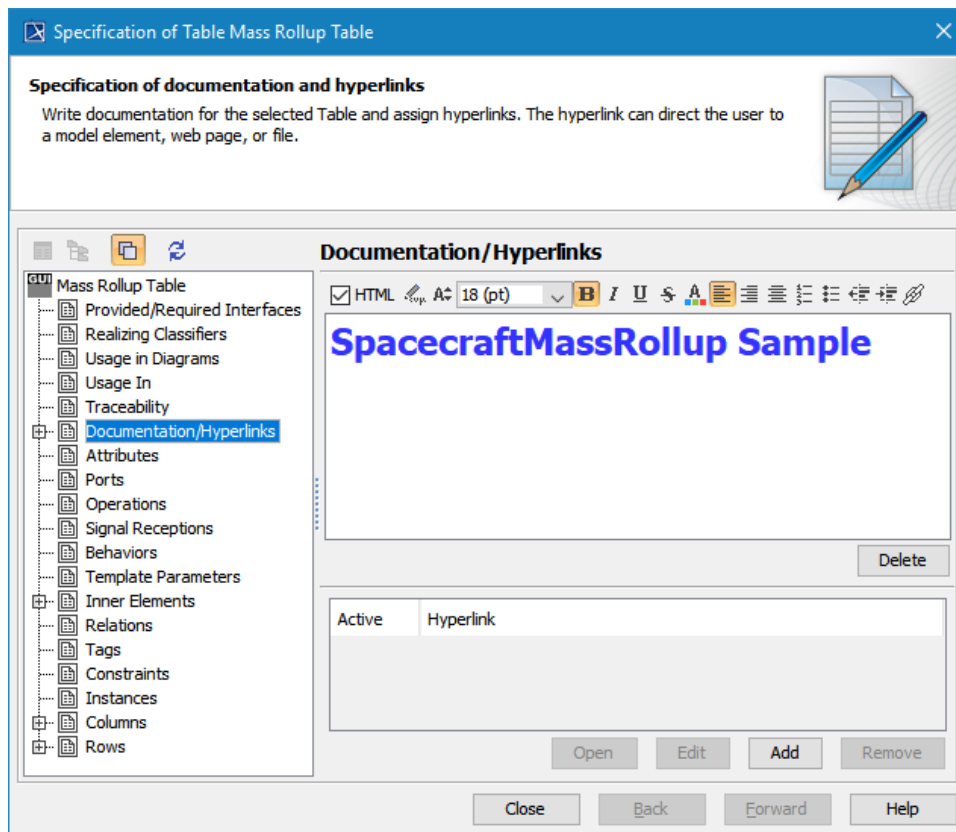 Specification of Table Mass Rollup Table
Specification of documentation and hyperlinks
Write documentation for the selected Table and assign hyperlinks. The hyperlink can direct the user to
a model element, web page, or file.
Documentation/Hyperlinks
GUI Mass Rollup Table
HTML 18 (pt) B I U S A
Provided/Required Interfaces
Realizing Classifiers
Usage in Diagrams
Usage In
Traceability
Documentation/Hyperlinks
Attributes
Ports
Operations
Signal Receptions
Behaviors
Template Parameters
Inner Elements
Relations
Tags
Constraints
Instances
Columns
Rows
SpacecraftMassRollup Sample
Delete
Active Hyperlink
Open Edit Add Remove
Close Back Forward Help